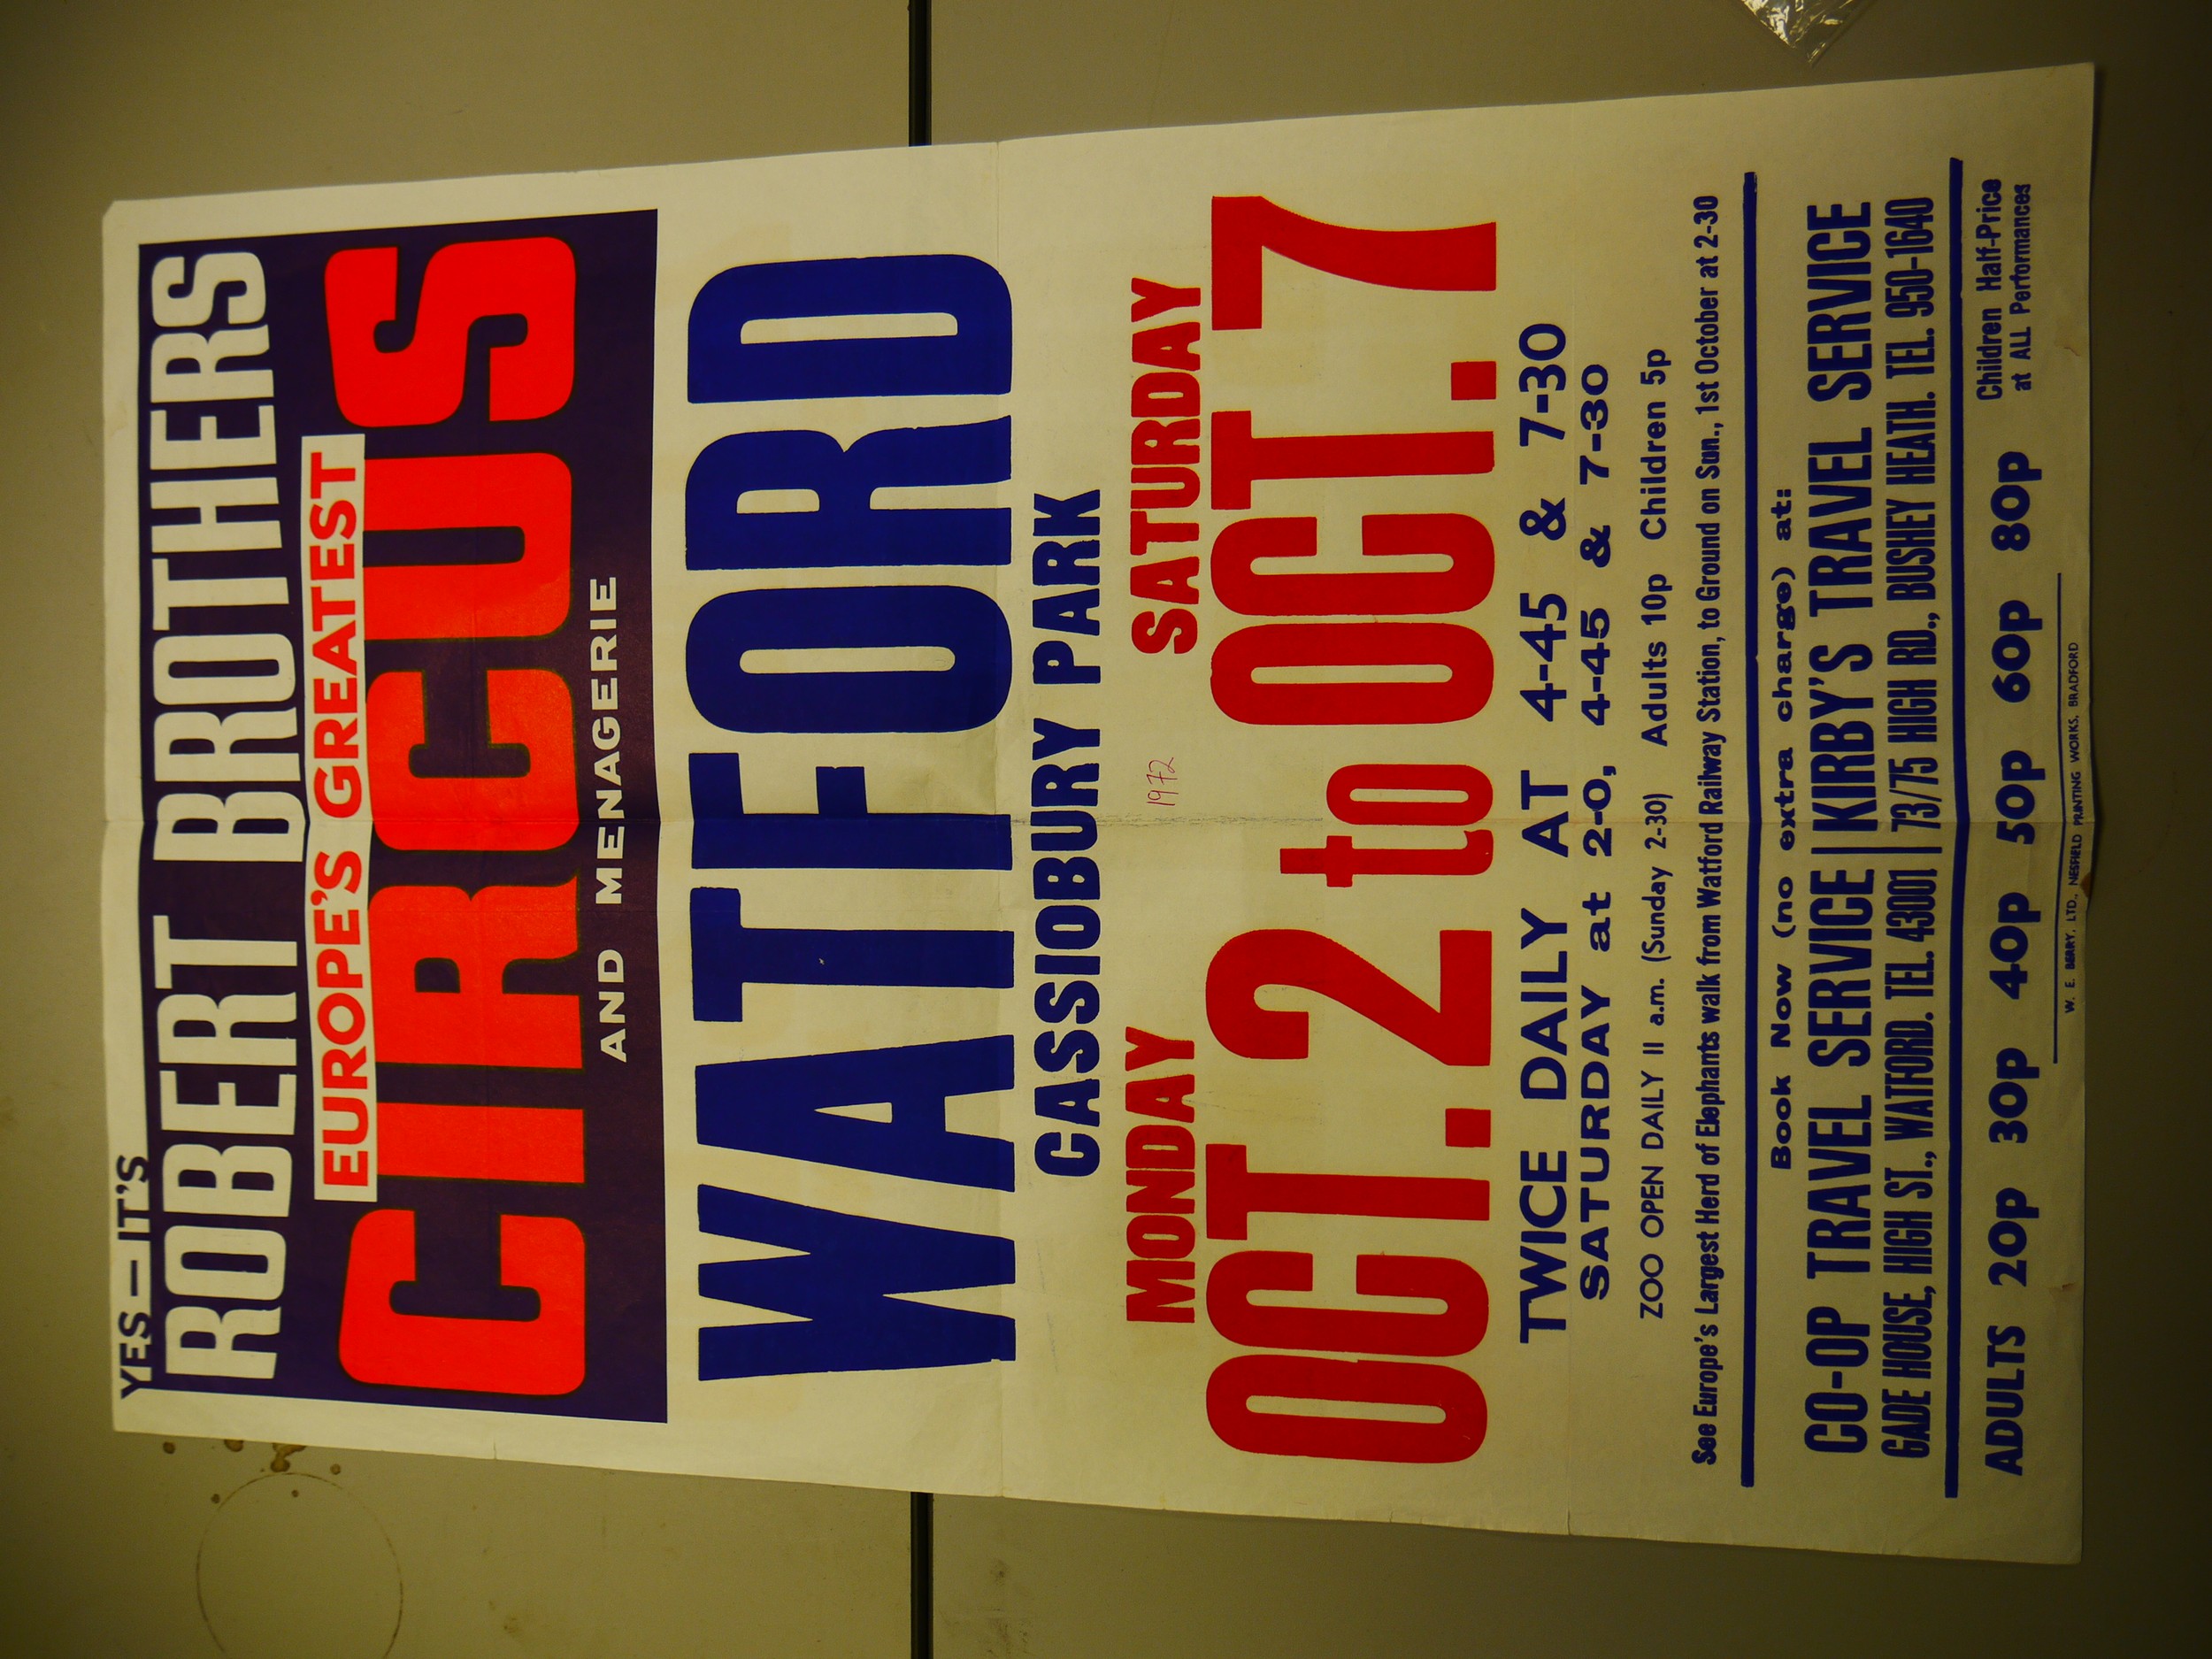 YES — IT'S
ROBERT BROTHERS
EUROPE'S GREATEST
CIRCUS
AND MENAGERIE
WATFORD
CASSIOBURY PARK
MONDAY SATURDAY
1972
OCT. 2 to OCT. 7
TWICE DAILY AT 4-45 & 7-30
SATURDAY at 2-0, 4-45 & 7-30
ZOO OPEN DAILY 11 a.m. (Sunday 2-30) Adults 10p Children 5p
See Europe's Largest Herd of Elephants walk from Watford Railway Station, to Ground on Sun., 1st October at 2-30
Book Now (no extra charge) at:
CO-OP TRAVEL SERVICE | KIRBY'S TRAVEL SERVICE
GADE HOUSE, HIGH ST., WATFORD. TEL. 43001 | 73/75 HIGH RD., BUSHEY HEATH. TEL. 950-1640
ADULTS 20p 30p 40p 50p 60p 80p Children Half-Price
at ALL Performances
W. E. BERRY, LTD., NESFIELD PRINTING WORKS, BRADFORD